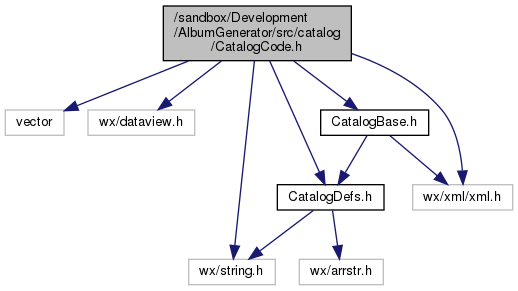 /sandbox/Development
/AlbumGenerator/src/catalog
/CatalogCode.h
vector
wx/dataview.h
CatalogBase.h
CatalogDefs.h
wx/xml/xml.h
wx/string.h
wx/arrstr.h